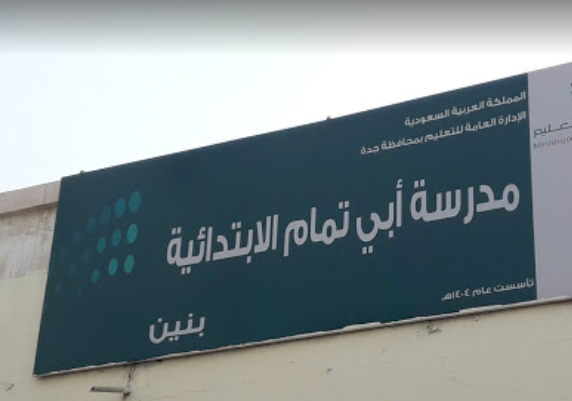 المملكة العربية السعودية
الإدارة العامة للتعليم بمحافظة جدة
مدرسة أبي تمام الابتدائية
بنين
تأسست عام ١٤٠٤هـ